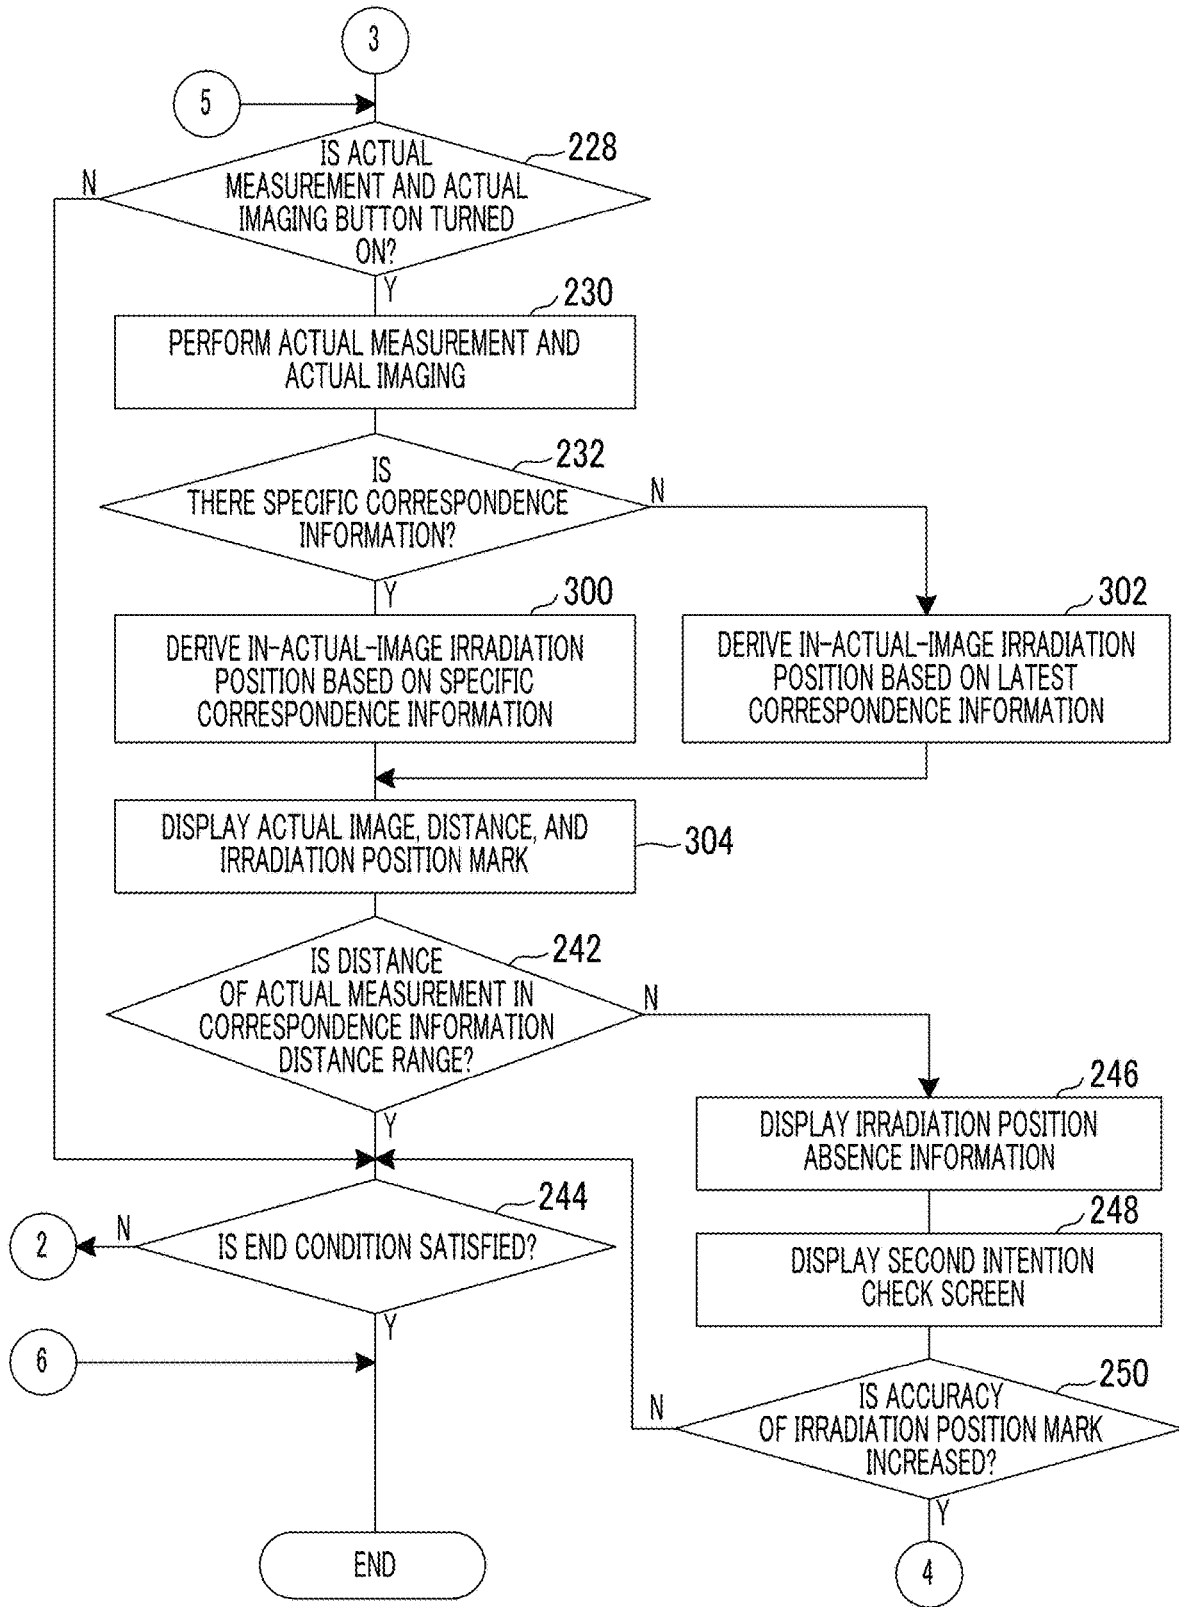 3
5
228
IS ACTUAL
MEASUREMENT AND ACTUAL
IMAGING BUTTON TURNED
ON?
N
Y
230
PERFORM ACTUAL MEASUREMENT AND
ACTUAL IMAGING
232
IS
THERE SPECIFIC CORRESPONDENCE
INFORMATION?
N
Y
300
DERIVE IN-ACTUAL-IMAGE IRRADIATION
POSITION BASED ON SPECIFIC
CORRESPONDENCE INFORMATION
302
DERIVE IN-ACTUAL-IMAGE IRRADIATION
POSITION BASED ON LATEST
CORRESPONDENCE INFORMATION
DISPLAY ACTUAL IMAGE, DISTANCE, AND
IRRADIATION POSITION MARK
304
242
IS DISTANCE
OF ACTUAL MEASUREMENT IN
CORRESPONDENCE INFORMATION
DISTANCE RANGE?
N
Y
246
DISPLAY IRRADIATION POSITION
ABSENCE INFORMATION
244
IS END CONDITION SATISFIED?
N
2
Y
248
DISPLAY SECOND INTENTION
CHECK SCREEN
6
250
IS ACCURACY
OF IRRADIATION POSITION MARK
INCREASED?
N
Y
END
4